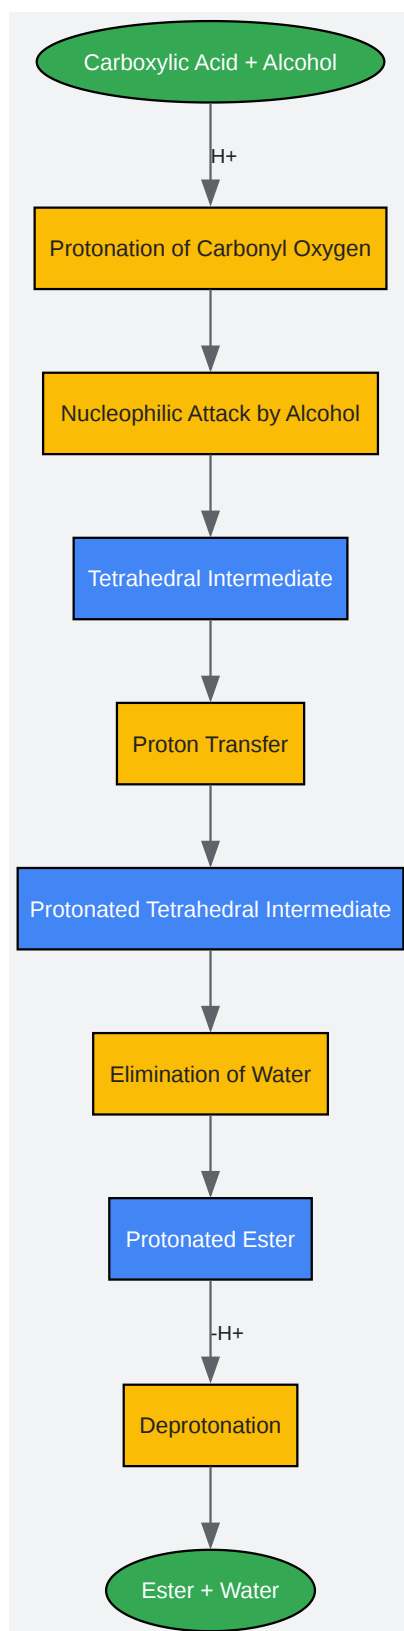 Carboxylic Acid + Alcohol
H+
Protonation of Carbonyl Oxygen
Nucleophilic Attack by Alcohol
Tetrahedral Intermediate
Proton Transfer
Protonated Tetrahedral Intermediate
Elimination of Water
Protonated Ester
-H+
Deprotonation
Ester + Water